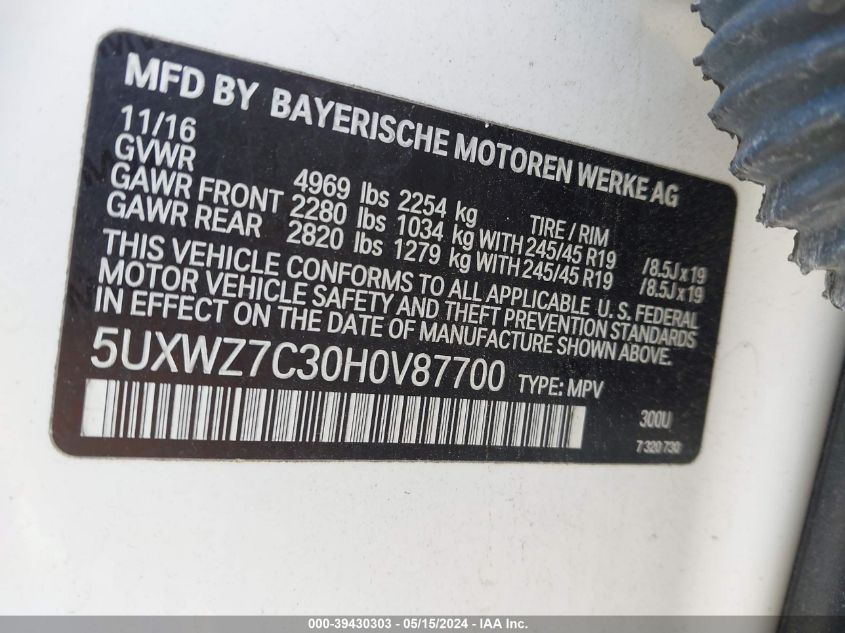 MFD BY BAYERISCHE MOTOREN WERKE AG
11/16
GVWR 4969 lbs 2254 kg TIRE / RIM
GAWR FRONT 2280 lbs 1034 kg WITH 245/45 R19 /8.5J x 19
GAWR REAR 2820 lbs 1279 kg WITH 245/45 R19 /8.5J x 19
THIS VEHICLE CONFORMS TO ALL APPLICABLE U. S. FEDERAL
MOTOR VEHICLE SAFETY AND THEFT PREVENTION STANDARDS
IN EFFECT ON THE DATE OF MANUFACTURE SHOWN ABOVE.
5UXWZ7C30H0V87700 TYPE: MPV
300U
7 320 730
000-39430303 - 05/15/2024 - IAA Inc.